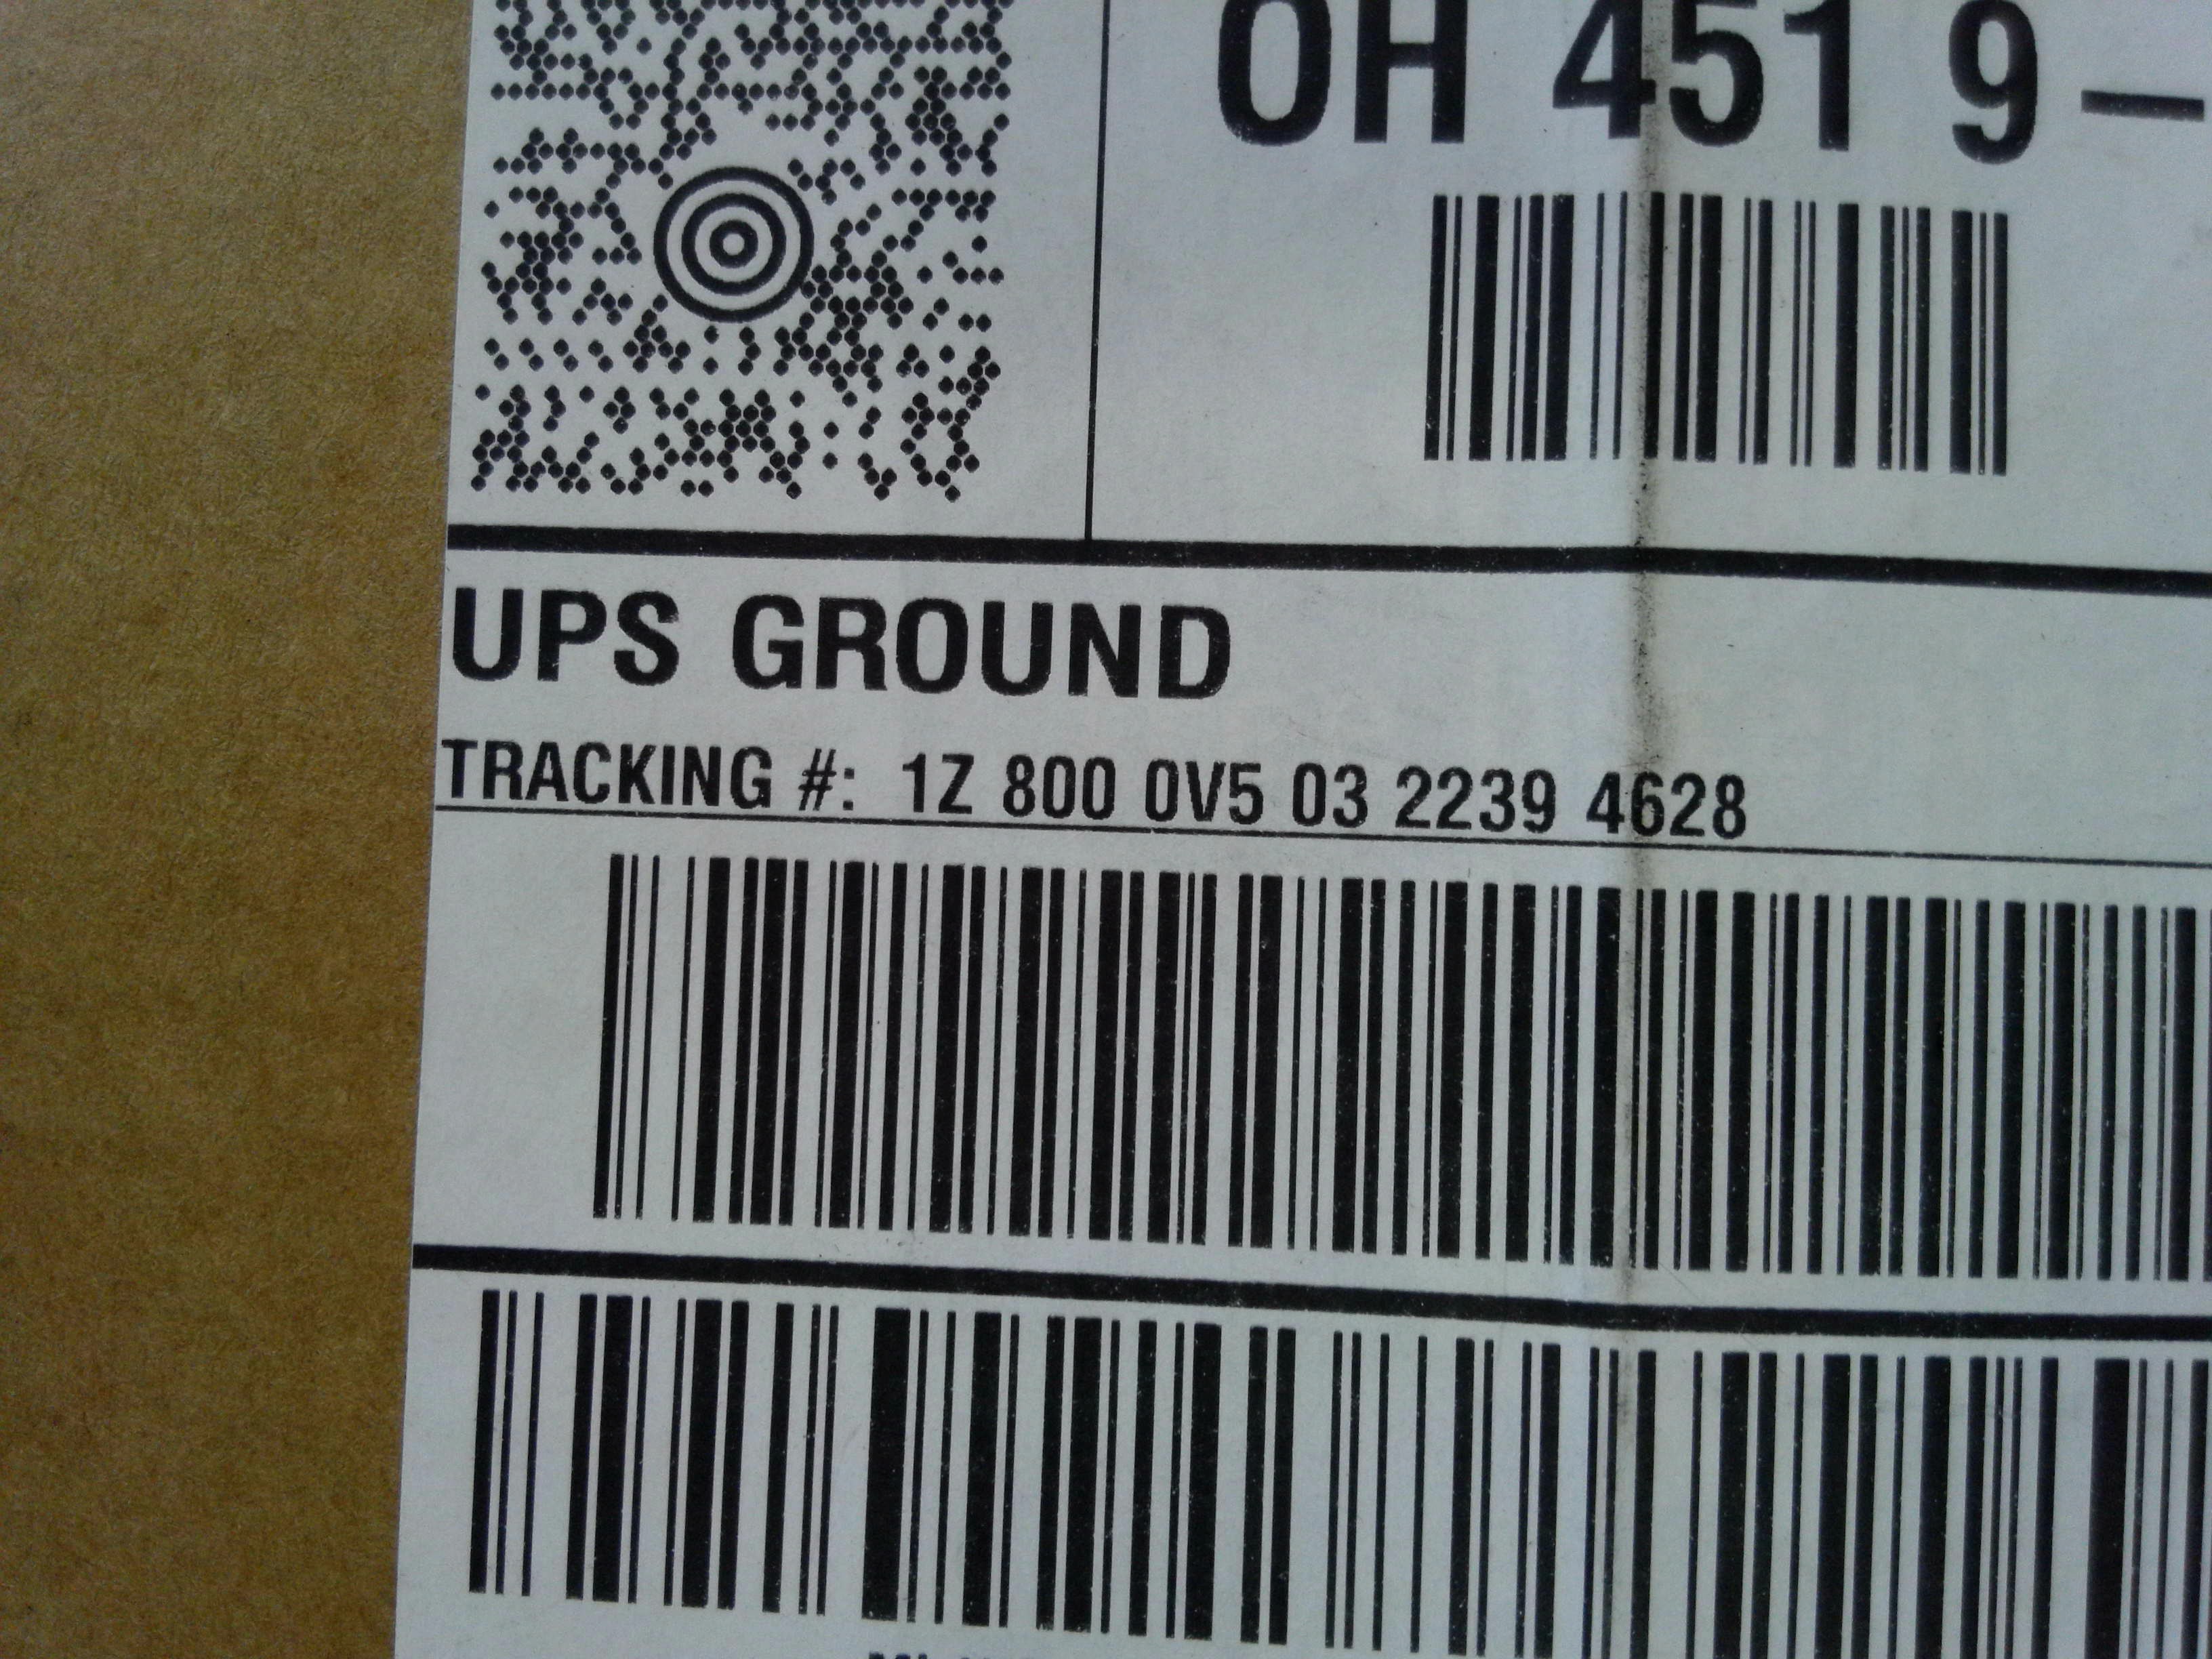 OH 451 9-
UPS GROUND
TRACKING #: 1Z 800 0V5 03 2239 4628